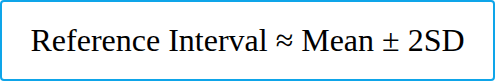 Reference Interval ≈ Mean ± 2SD